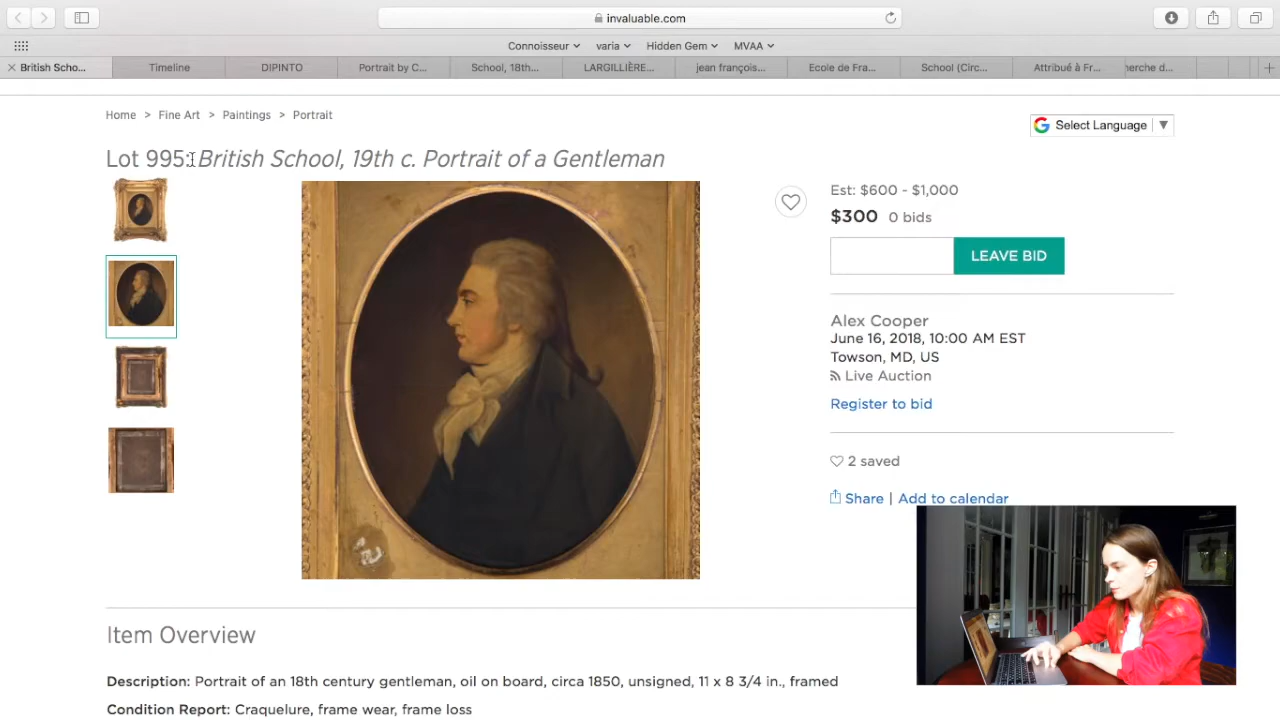 invaluable.com
Connoisseur varia Hidden Gem MVAA
British Scho... Timeline DIPINTO Portrait by C... School, 18th... LARGILLIÈRE... jean françois... Ecole de Fra... School (Circ... Attribué à Fr... herche d...
Home > Fine Art > Paintings > Portrait
Select Language
Lot 995: British School, 19th c. Portrait of a Gentleman
Est: $600 - $1,000
$300 0 bids
LEAVE BID
Alex Cooper
June 16, 2018, 10:00 AM EST
Towson, MD, US
Live Auction
Register to bid
2 saved
Share | Add to calendar
Item Overview
Description: Portrait of an 18th century gentleman, oil on board, circa 1850, unsigned, 11 x 8 3/4 in., framed
Condition Report: Craquelure, frame wear, frame loss